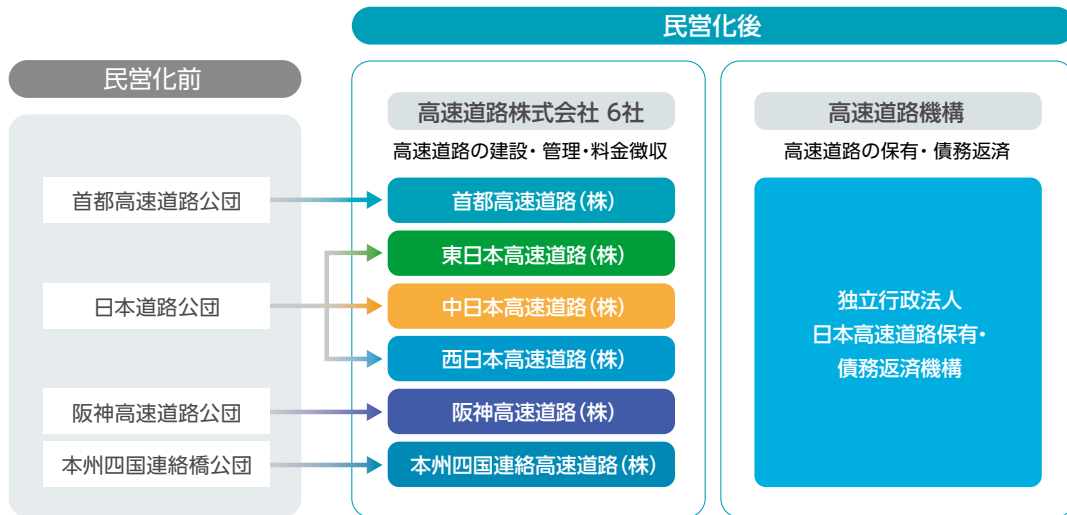 民営化後
民営化前
高速道路株式会社 6社
高速道路の建設・管理・料金徴収
高速道路機構
高速道路の保有・債務返済
首都高速道路公団
首都高速道路(株)
東日本高速道路(株)
日本道路公団
中日本高速道路(株)
西日本高速道路(株)
阪神高速道路公団
阪神高速道路(株)
本州四国連絡橋公団
本州四国連絡高速道路(株)
独立行政法人
日本高速道路保有・
債務返済機構